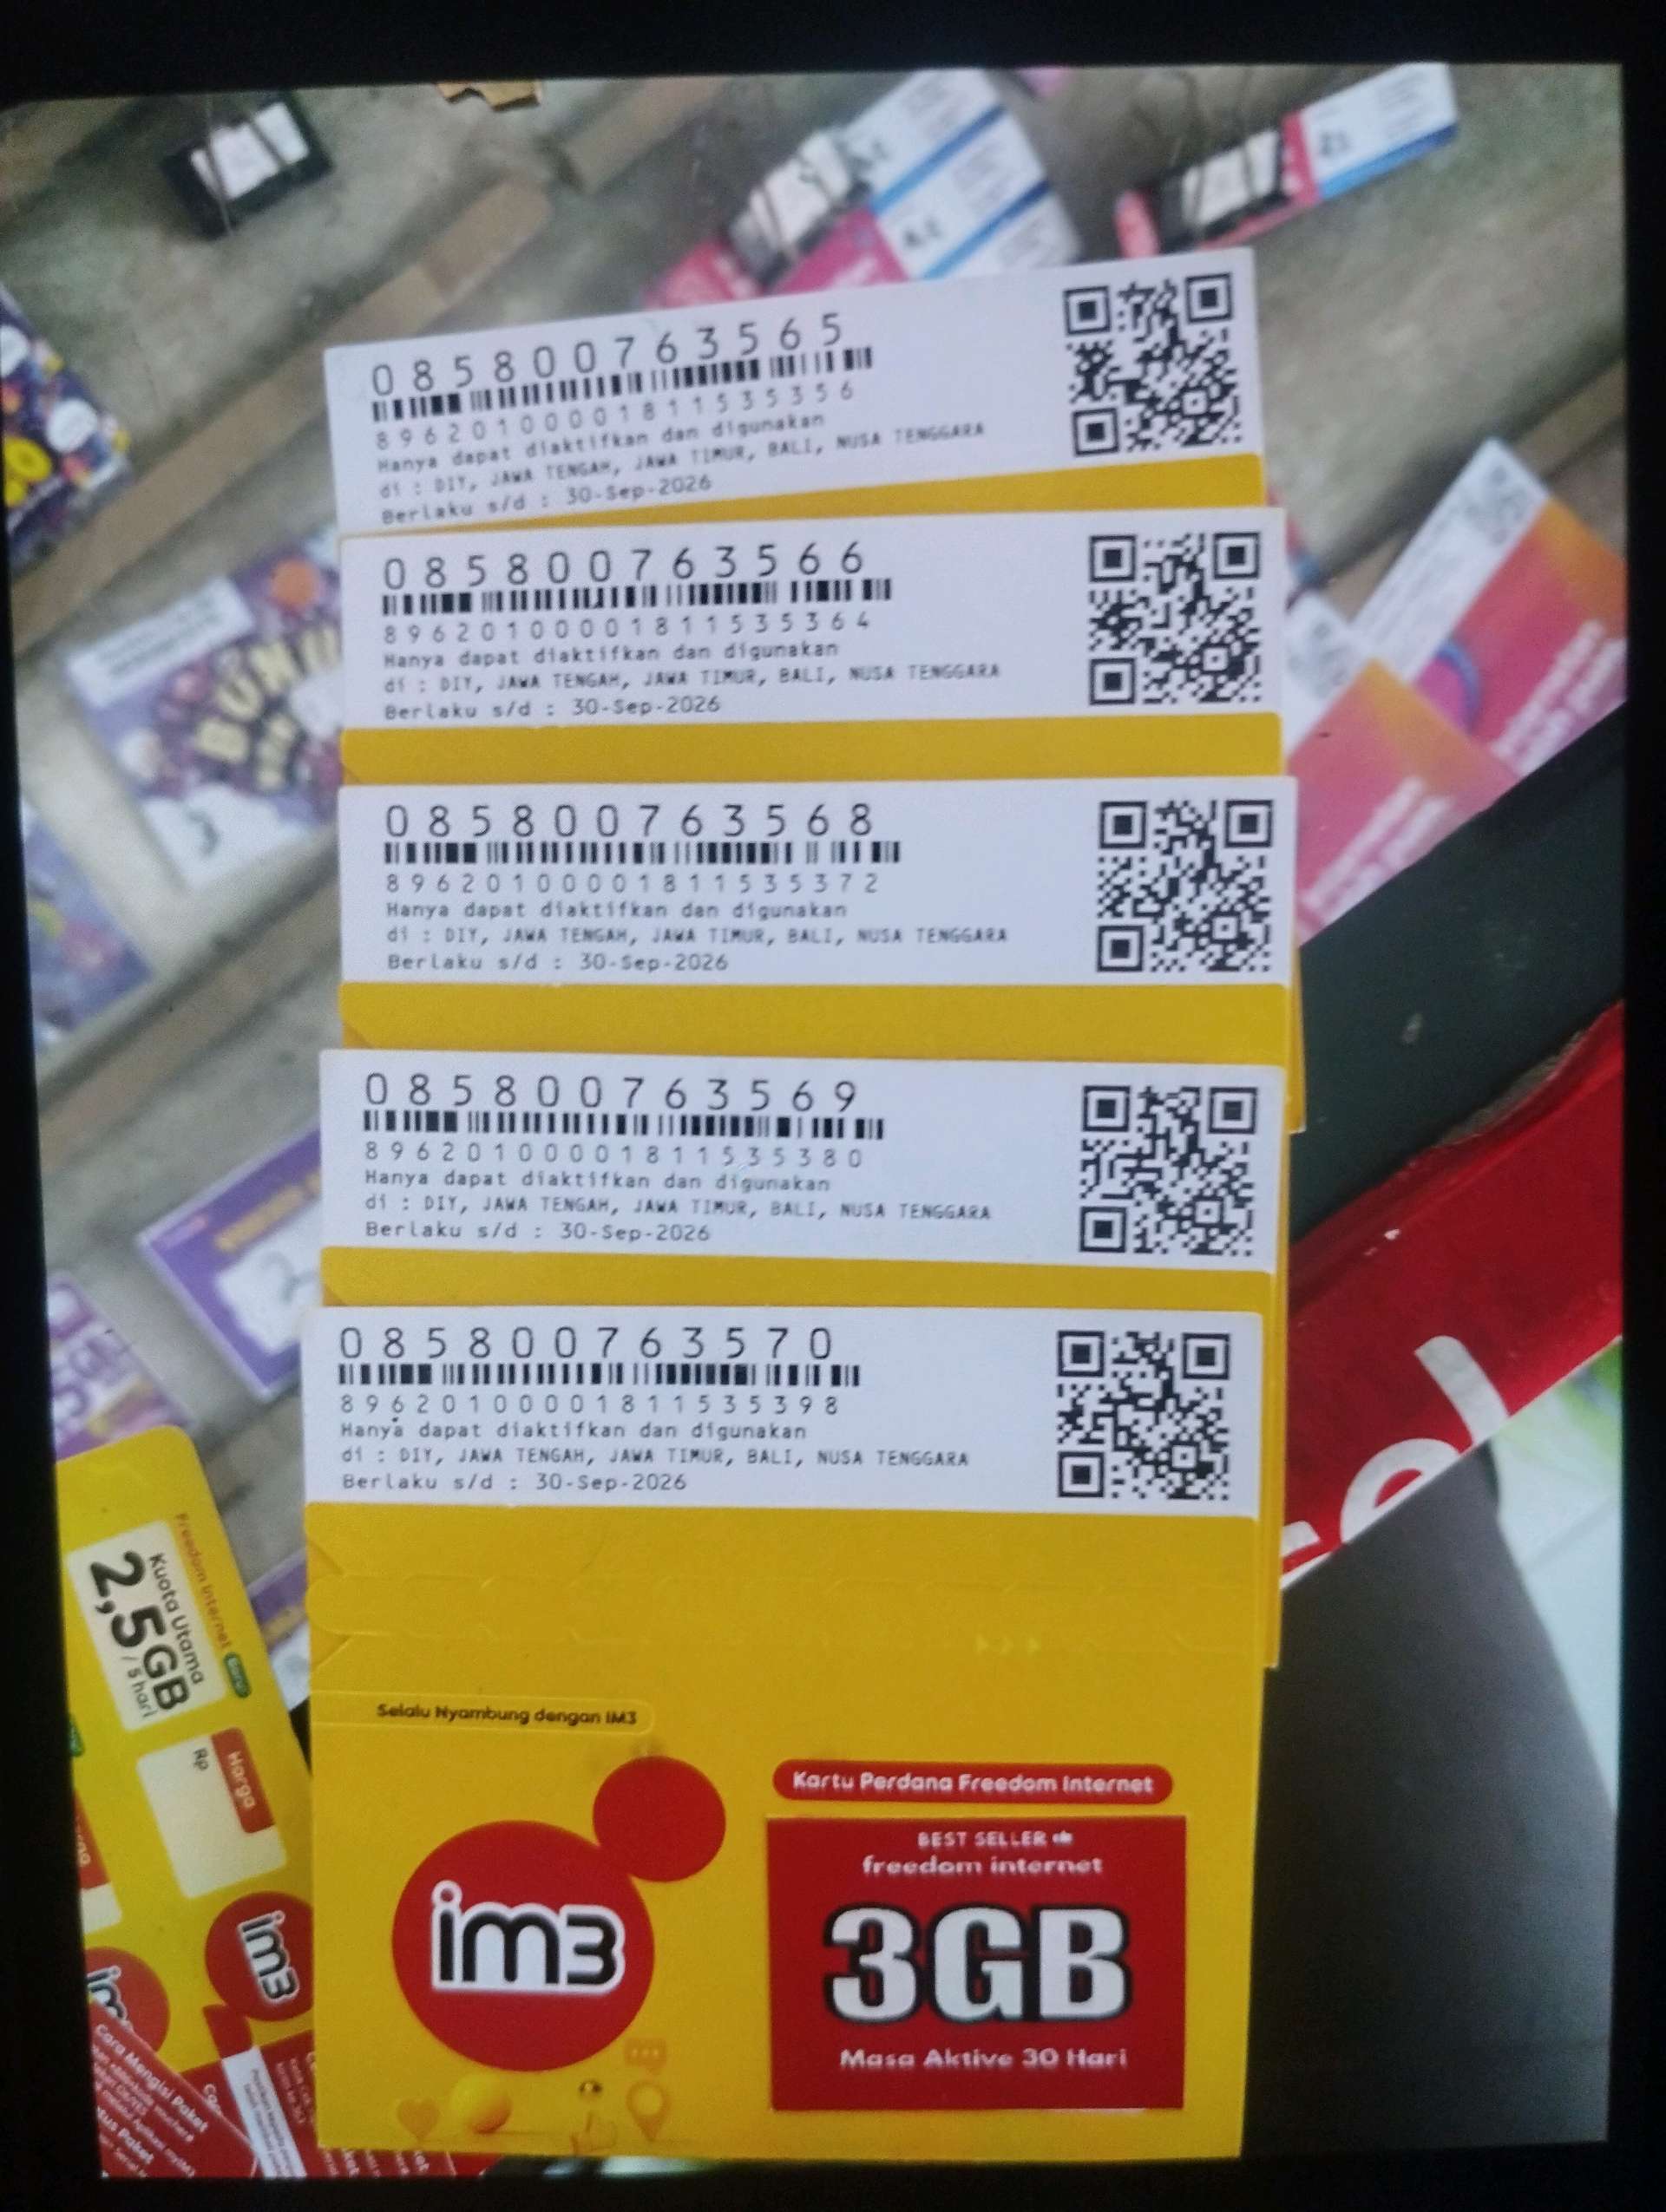 085800763565
89620100001811535356
Hanya dapat diaktifkan dan digunakan
di : DIY, JAWA TENGAH, JAWA TIMUR, BALI, NUSA TENGGARA
Berlaku s/d : 30-Sep-2026
085800763566
89620100001811535364
Hanya dapat diaktifkan dan digunakan
di : DIY, JAWA TENGAH, JAWA TIMUR, BALI, NUSA TENGGARA
Berlaku s/d : 30-Sep-2026
085800763568
89620100001811535372
Hanya dapat diaktifkan dan digunakan
di : DIY, JAWA TENGAH, JAWA TIMUR, BALI, NUSA TENGGARA
Berlaku s/d : 30-Sep-2026
085800763569
89620100001811535380
Hanya dapat diaktifkan dan digunakan
di : DIY, JAWA TENGAH, JAWA TIMUR, BALI, NUSA TENGGARA
Berlaku s/d : 30-Sep-2026
085800763570
89620100001811535398
Hanya dapat diaktifkan dan digunakan
di : DIY, JAWA TENGAH, JAWA TIMUR, BALI, NUSA TENGGARA
Berlaku s/d : 30-Sep-2026
Selalu Nyambung dengan IM3
im3
Kartu Perdana Freedom Internet
BEST SELLER
freedom internet
3GB
Masa Aktive 30 Hari
Freedom Internet Baru
Kuota Utama
2,5GB / 5 hari
Harga
Rp
im3
im
Cara Mengisi Paket